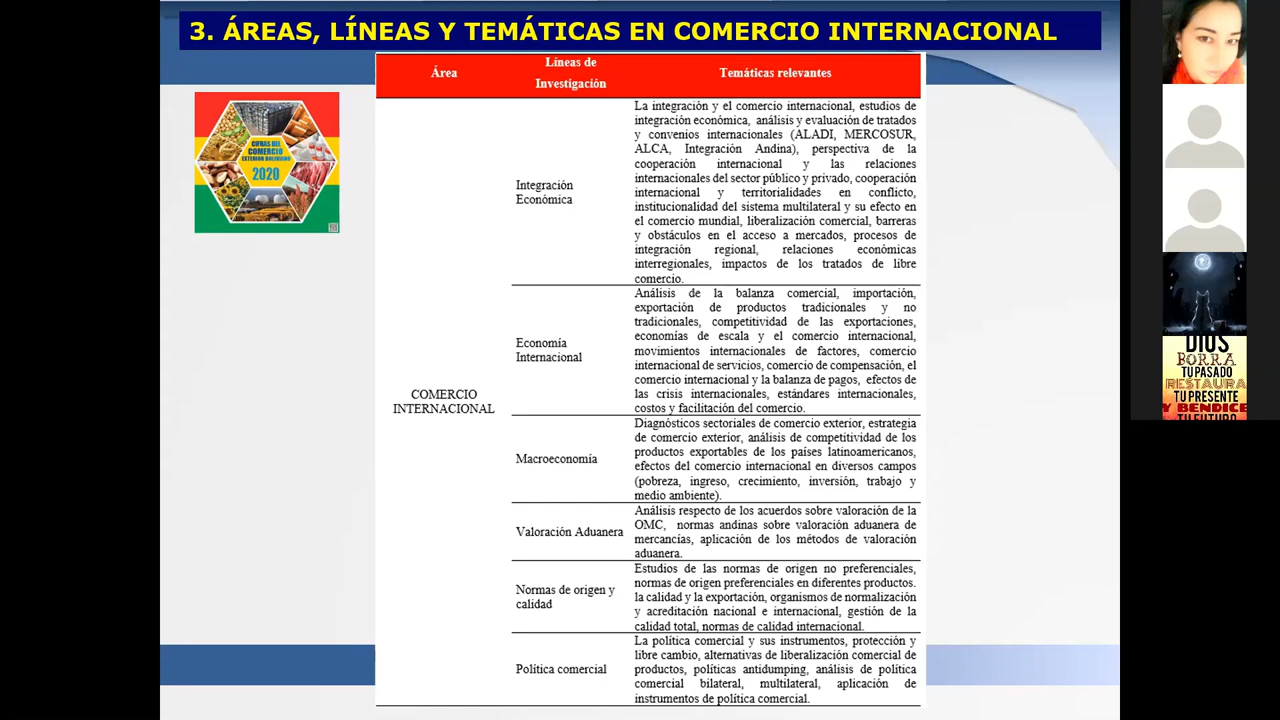 3. ÁREAS, LÍNEAS Y TEMÁTICAS EN COMERCIO INTERNACIONAL
CIFRAS DEL
COMERCIO
EXTERIOR BOLIVIANO
2020
Área
Líneas de
Investigación
Temáticas relevantes
COMERCIO
INTERNACIONAL
Integración
Económica
La integración y el comercio internacional, estudios de
integración económica, análisis y evaluación de tratados
y convenios internacionales (ALADI, MERCOSUR,
ALCA, Integración Andina), perspectiva de la
cooperación internacional y las relaciones
internacionales del sector público y privado, cooperación
internacional y territorialidades en conflicto,
institucionalidad del sistema multilateral y su efecto en
el comercio mundial, liberalización comercial, barreras
y obstáculos en el acceso a mercados, procesos de
integración regional, relaciones económicas
interregionales, impactos de los tratados de libre
comercio.
Economía
Internacional
Análisis de la balanza comercial, importación,
exportación de productos tradicionales y no
tradicionales, competitividad de las exportaciones,
economías de escala y el comercio internacional,
movimientos internacionales de factores, comercio
internacional de servicios, comercio de compensación, el
comercio internacional y la balanza de pagos, efectos de
las crisis internacionales, estándares internacionales,
costos y facilitación del comercio.
Macroeconomía
Diagnósticos sectoriales de comercio exterior, estrategia
de comercio exterior, análisis de competitividad de los
productos exportables de los países latinoamericanos,
efectos del comercio internacional en diversos campos
(pobreza, ingreso, crecimiento, inversión, trabajo y
medio ambiente).
Valoración Aduanera
Análisis respecto de los acuerdos sobre valoración de la
OMC, normas andinas sobre valoración aduanera de
mercancías, aplicación de los métodos de valoración
aduanera.
Normas de origen y
calidad
Estudios de las normas de origen no preferenciales,
normas de origen preferenciales en diferentes productos.
la calidad y la exportación, organismos de normalización
y acreditación nacional e internacional, gestión de la
calidad total, normas de calidad internacional.
Política comercial
La política comercial y sus instrumentos, protección y
libre cambio, alternativas de liberalización comercial de
productos, políticas antidumping, análisis de política
comercial bilateral, multilateral, aplicación de
instrumentos de política comercial.
DIOS
BORRA
TU PASADO
RESTAURA
TU PRESENTE
Y BENDICE
TU FUTURO